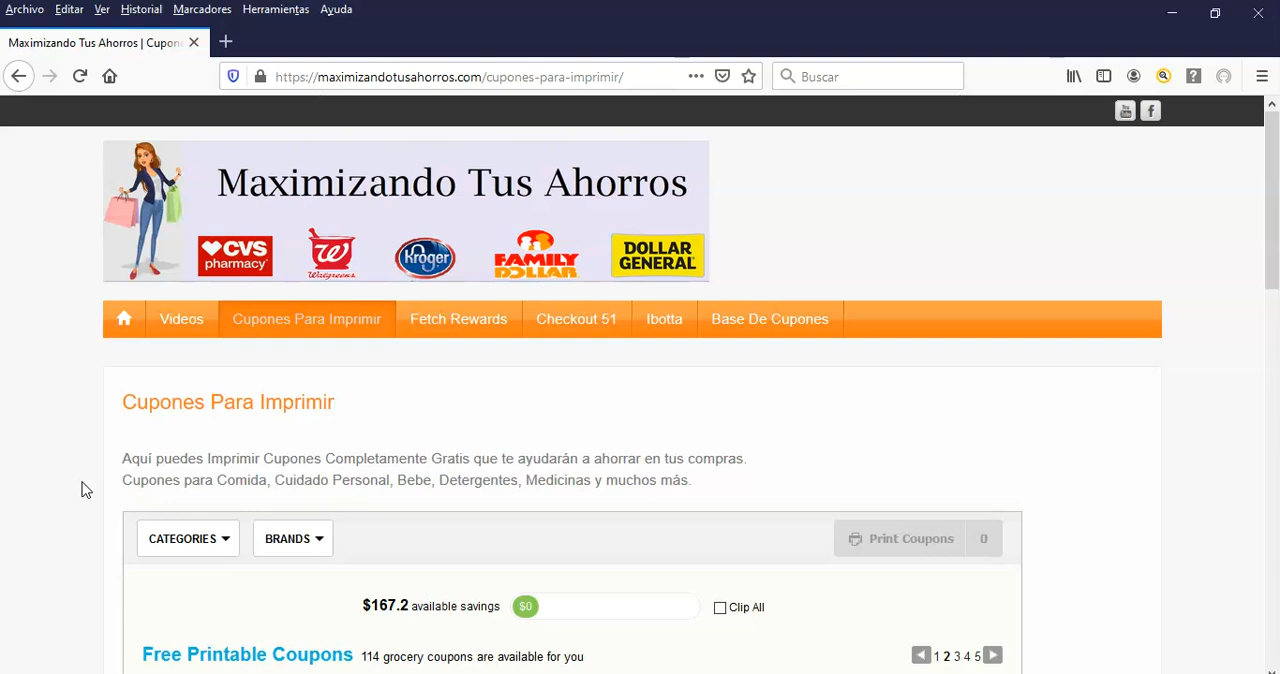 Archivo Editar Ver Historial Marcadores Herramientas Ayuda
Maximizando Tus Ahorros | Cupone
https://maximizandotusahorros.com/cupones-para-imprimir/
Buscar
You Tube
f
Maximizando Tus Ahorros
CVS pharmacy
W Walgreens
Kroger
FAMILY DOLLAR
DOLLAR GENERAL
Videos Cupones Para Imprimir Fetch Rewards Checkout 51 Ibotta Base De Cupones
Cupones Para Imprimir
Aquí puedes Imprimir Cupones Completamente Gratis que te ayudarán a ahorrar en tus compras.
Cupones para Comida, Cuidado Personal, Bebe, Detergentes, Medicinas y muchos más.
CATEGORIES BRANDS Print Coupons 0
$167.2 available savings $0 Clip All
Free Printable Coupons 114 grocery coupons are available for you 1 2 3 4 5